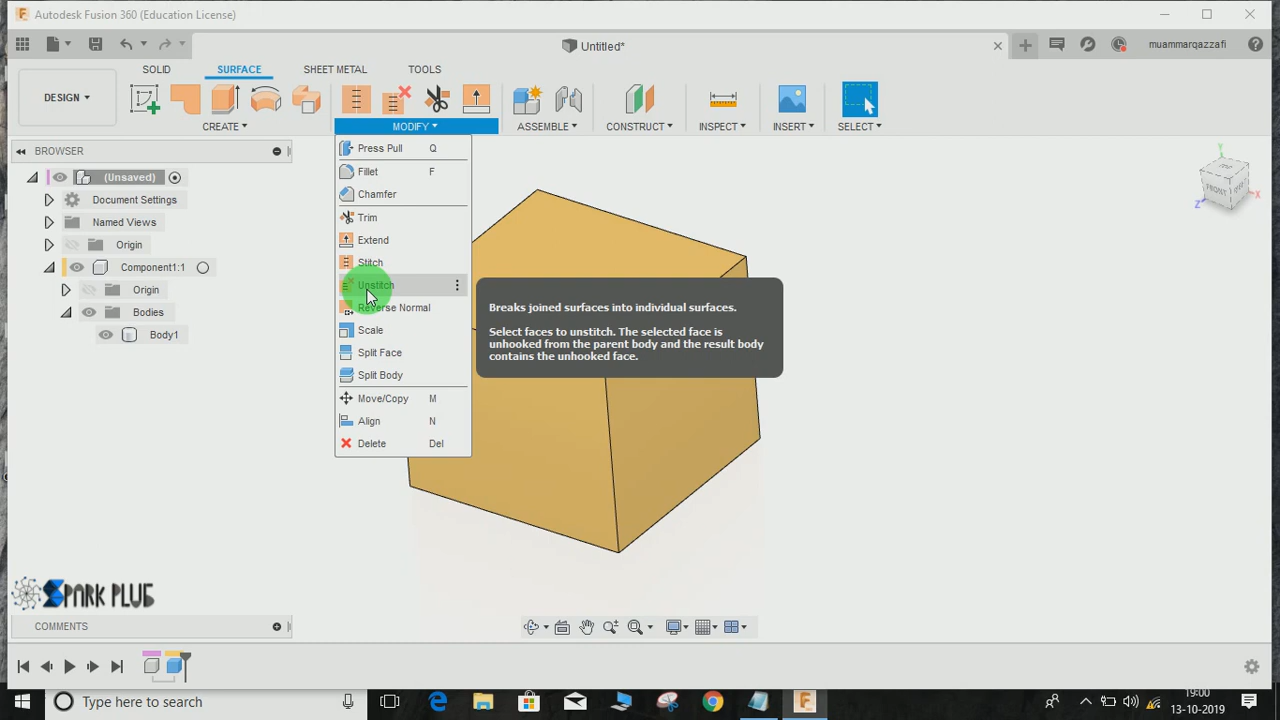 Autodesk Fusion 360 (Education License)
Untitled*
muammarqazzafi
SOLID SURFACE SHEET METAL TOOLS
DESIGN
CREATE MODIFY ASSEMBLE CONSTRUCT INSPECT INSERT SELECT
BROWSER
(Unsaved)
Document Settings
Named Views
Origin
Component1:1
Origin
Bodies
Body1
Press Pull Q
Fillet F
Chamfer
Trim
Extend
Stitch
Unstitch
Reverse Normal
Scale
Split Face
Split Body
Move/Copy M
Align N
Delete Del
Breaks joined surfaces into individual surfaces.
Select faces to unstitch. The selected face is
unhooked from the parent body and the result body
contains the unhooked face.
FRONT
Y
X
Z
SPARK PLUG
COMMENTS
Type here to search
19:00
13-10-2019